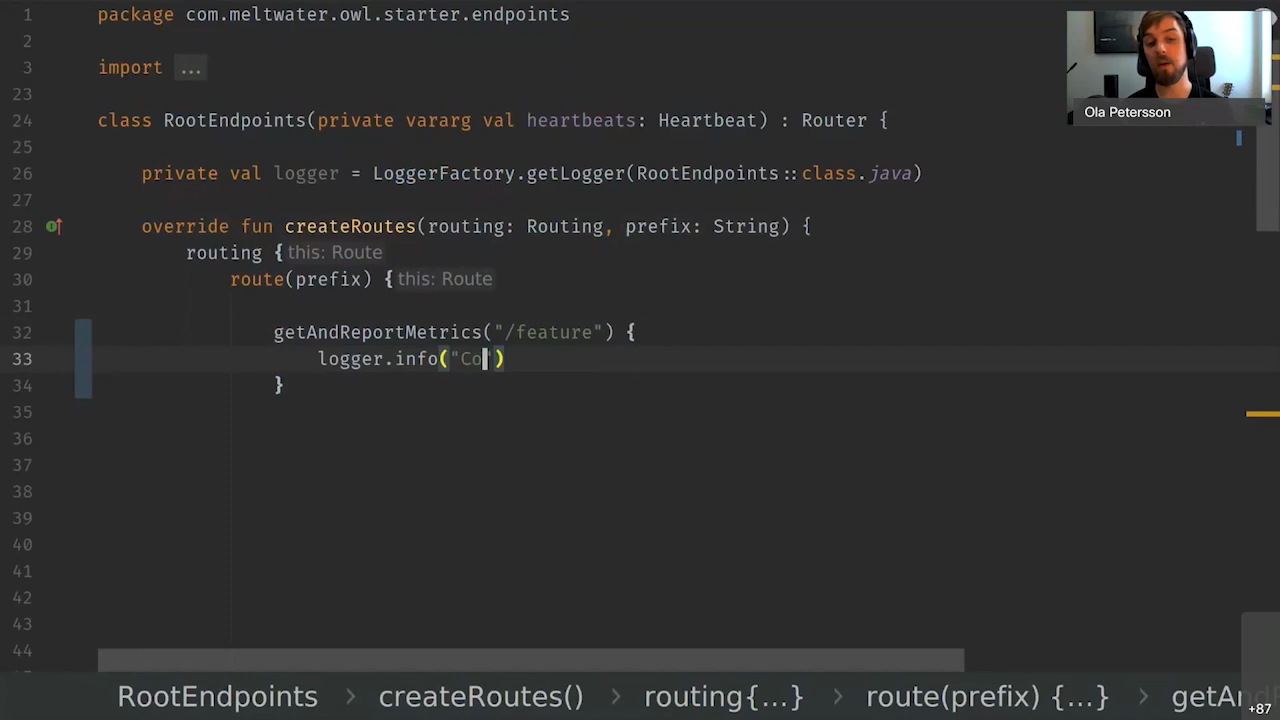 1 package com.meltwater.owl.starter.endpoints
2
3 import ...
23
24 class RootEndpoints(private vararg val heartbeats: Heartbeat) : Router {
25
26 private val logger = LoggerFactory.getLogger(RootEndpoints::class.java)
27
28 override fun createRoutes(routing: Routing, prefix: String) {
29 routing { this: Route
30 route(prefix) { this: Route
31
32 getAndReportMetrics("/feature") {
33 logger.info("Co")
34 }
35
36
37
38
39
40
41
42
43
44
Ola Petersson
RootEndpoints > createRoutes() > routing{...} > route(prefix) {...} > getAnd
+87